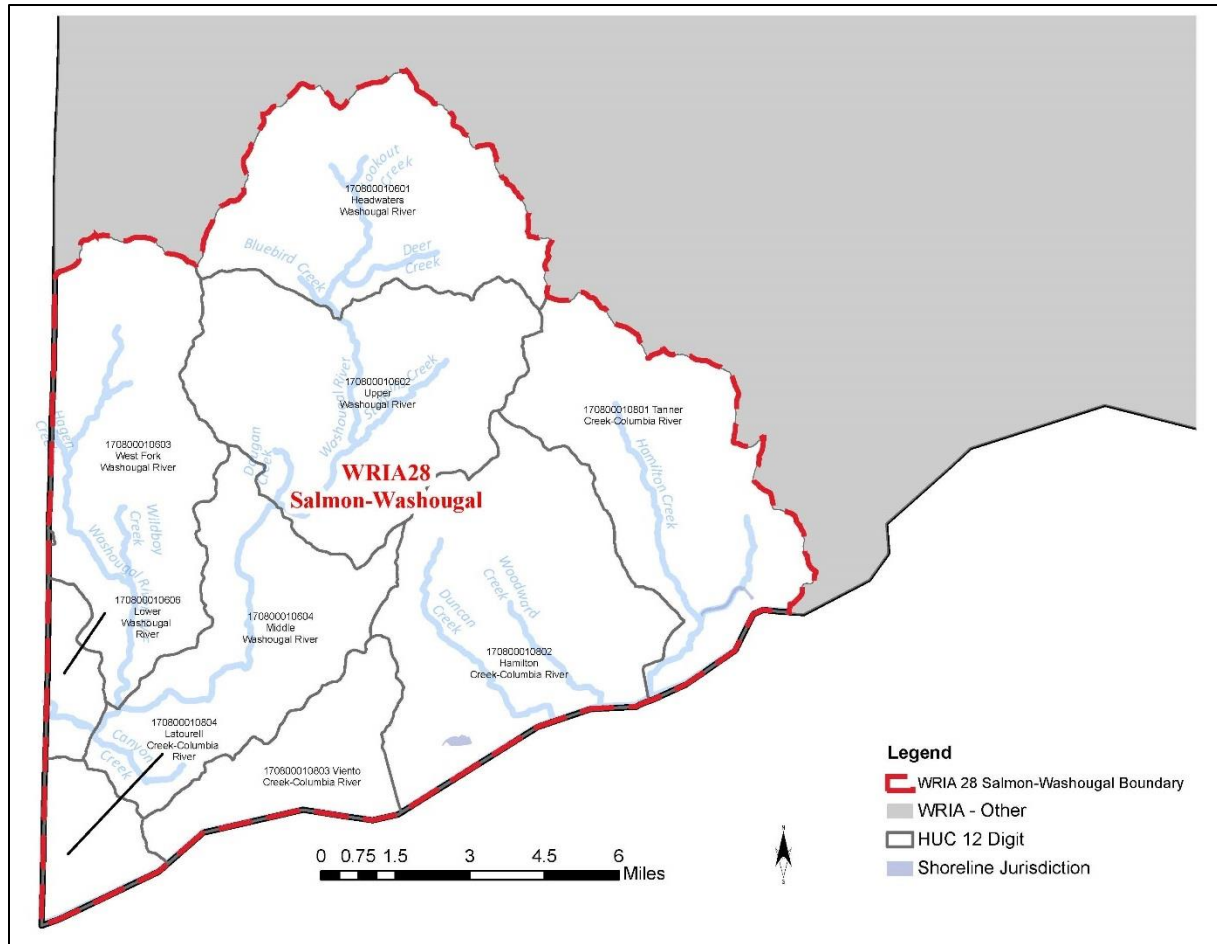 Lookout
Creek
170800010601
Headwaters
Washougal River
Bluebird Creek
Deer
Creek
170800010602
Upper
Washougal River
Washougal River
Creek
170800010801 Tanner
Creek-Columbia River
Hamilton Creek
Hagen
Creek
170800010603
West Fork
Washougal River
Dougan
Creek
WRIA28
Salmon-Washougal
Wildboy
Creek
Washougal River
170800010606
Lower
Washougal
River
170800010604
Middle
Washougal River
Duncan
Creek
Woodward
Creek
170800010802
Hamilton
Creek-Columbia River
170800010804
Latourell
Creek-Columbia
River
Canyon
Creek
170800010803 Viento
Creek-Columbia River
Legend
WRIA 28 Salmon-Washougal Boundary
WRIA - Other
HUC 12 Digit
Shoreline Jurisdiction
0 0.75 1.5 3 4.5 6
Miles
N
S